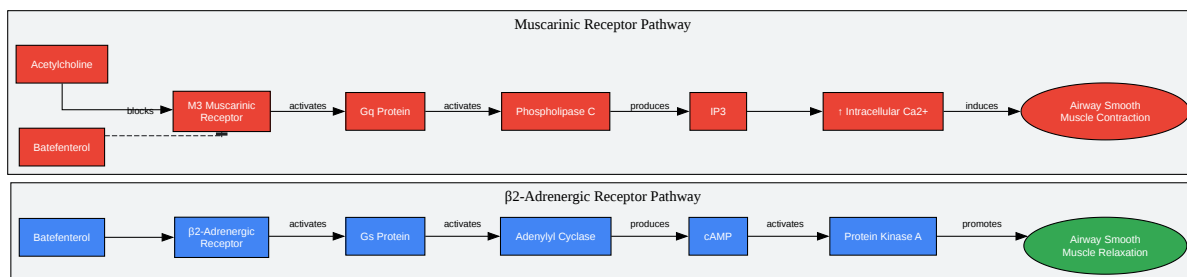 Muscarinic Receptor Pathway
Acetylcholine
blocks
M3 Muscarinic
Receptor
activates
Gq Protein
activates
Phospholipase C
produces
IP3
↑ Intracellular Ca2+
induces
Airway Smooth
Muscle Contraction
Batefenterol
β2-Adrenergic Receptor Pathway
Batefenterol
β2-Adrenergic
Receptor
activates
Gs Protein
activates
Adenylyl Cyclase
produces
cAMP
activates
Protein Kinase A
promotes
Airway Smooth
Muscle Relaxation